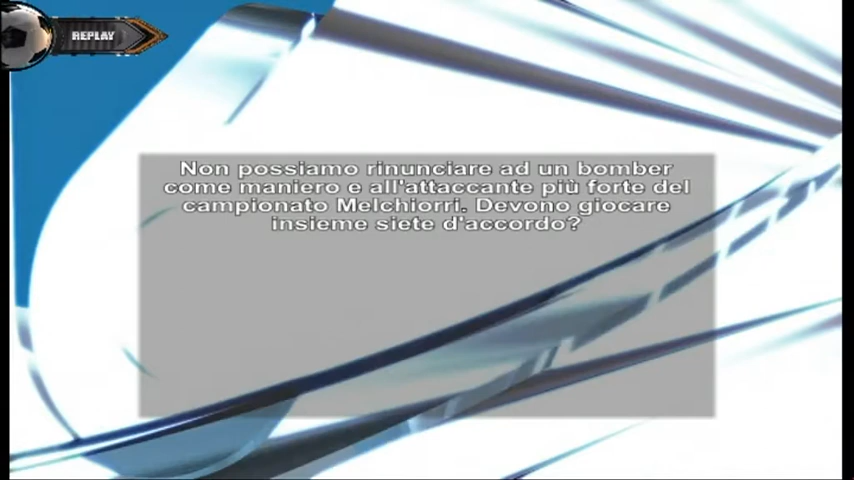 REPLAY
Non possiamo rinunciare ad un bomber
come maniero e all'attaccante più forte del
campionato Melchiorri. Devono giocare
insieme siete d'accordo?